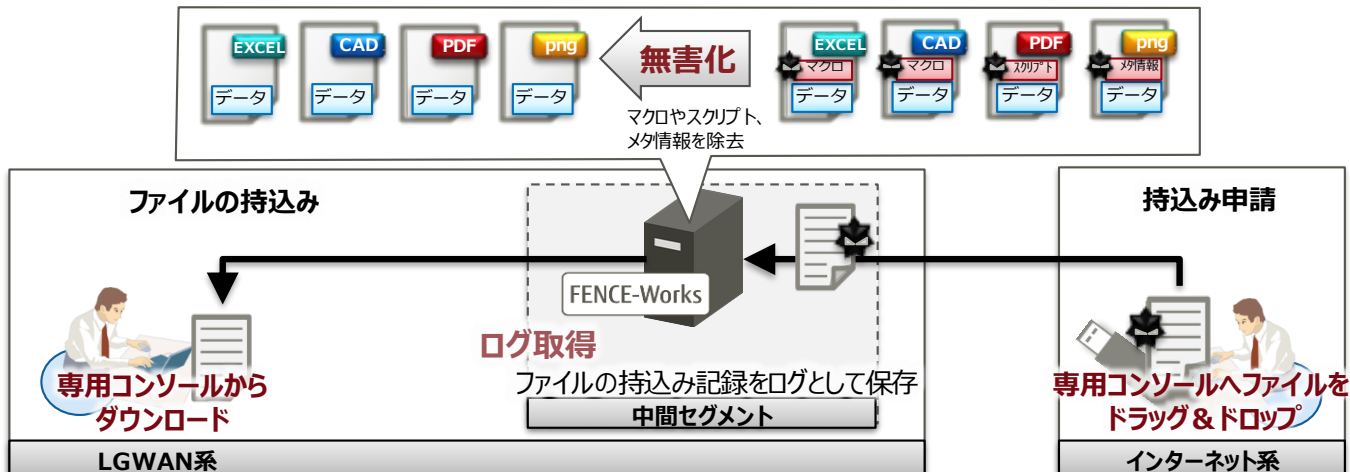 EXCEL
データ
CAD
データ
PDF
データ
png
データ
無害化
マクロやスクリプト、
メタ情報を除去
EXCEL
マクロ
データ
CAD
マクロ
データ
PDF
スクリプト
データ
png
メタ情報
データ
ファイルの持込み
持込み申請
FENCE-Works
ログ取得
ファイルの持込み記録をログとして保存
中間セグメント
専用コンソールから
ダウンロード
専用コンソールへファイルを
ドラッグ&ドロップ
LGWAN系
インターネット系